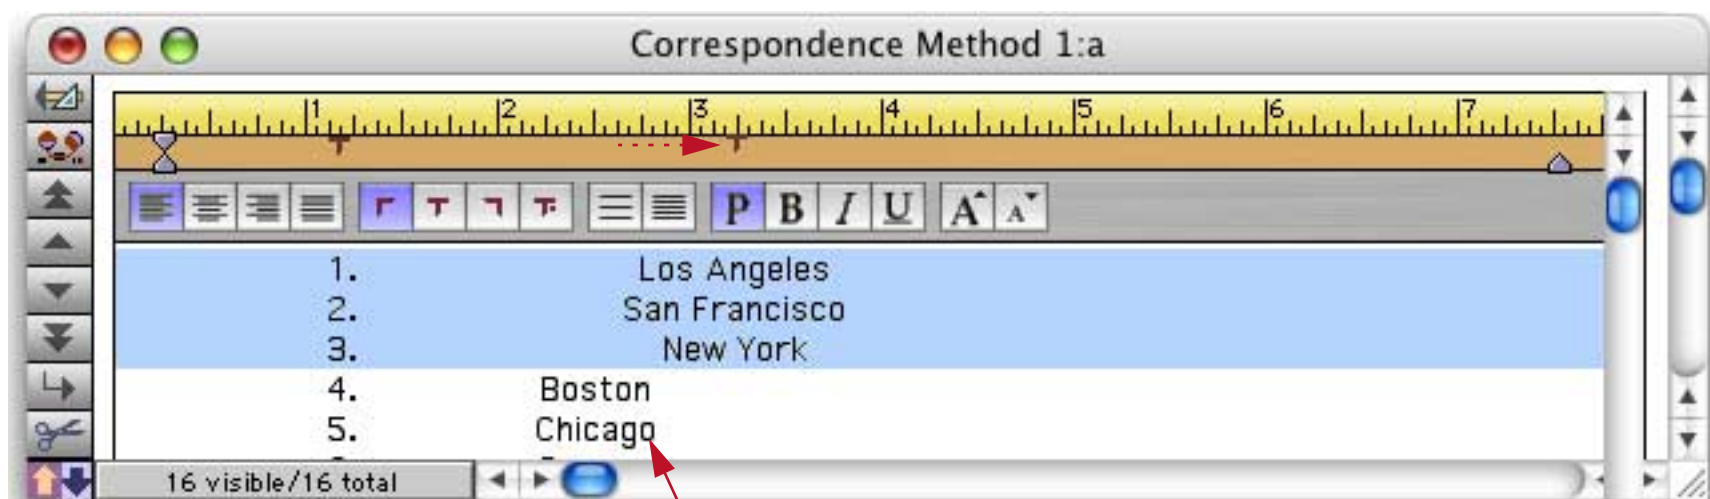 Correspondence Method 1:a
1 2 3 4 5 6 7
P B I U A A
1. Los Angeles
2. San Francisco
3. New York
4. Boston
5. Chicago
16 visible/16 total